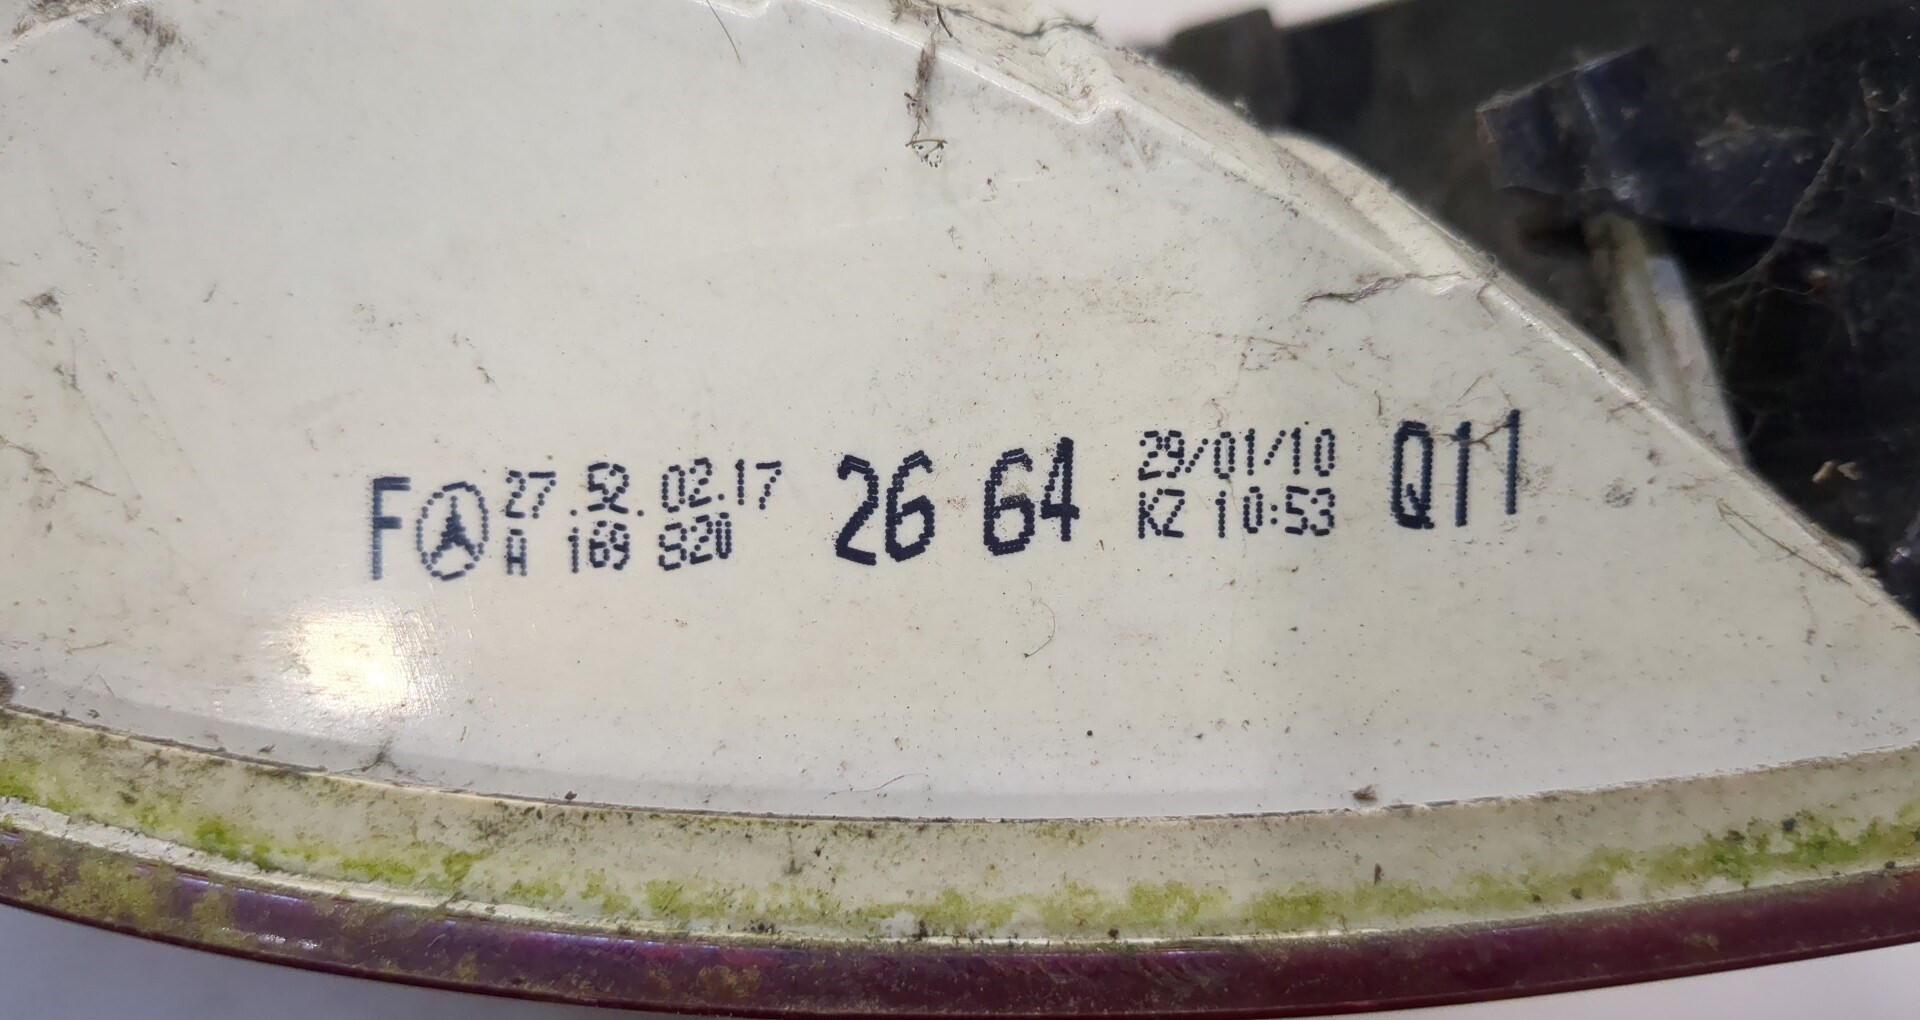 F 27.52.02.17 26 64 29/01/10 Q11
A 169 820 KZ 10:53